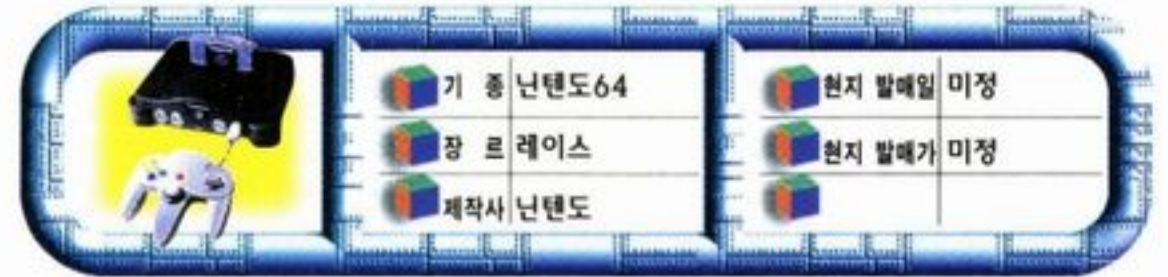 기 종 닌텐도64
장 르 레이스
제작사 닌텐도
현지 발매일 미정
현지 발매가 미정